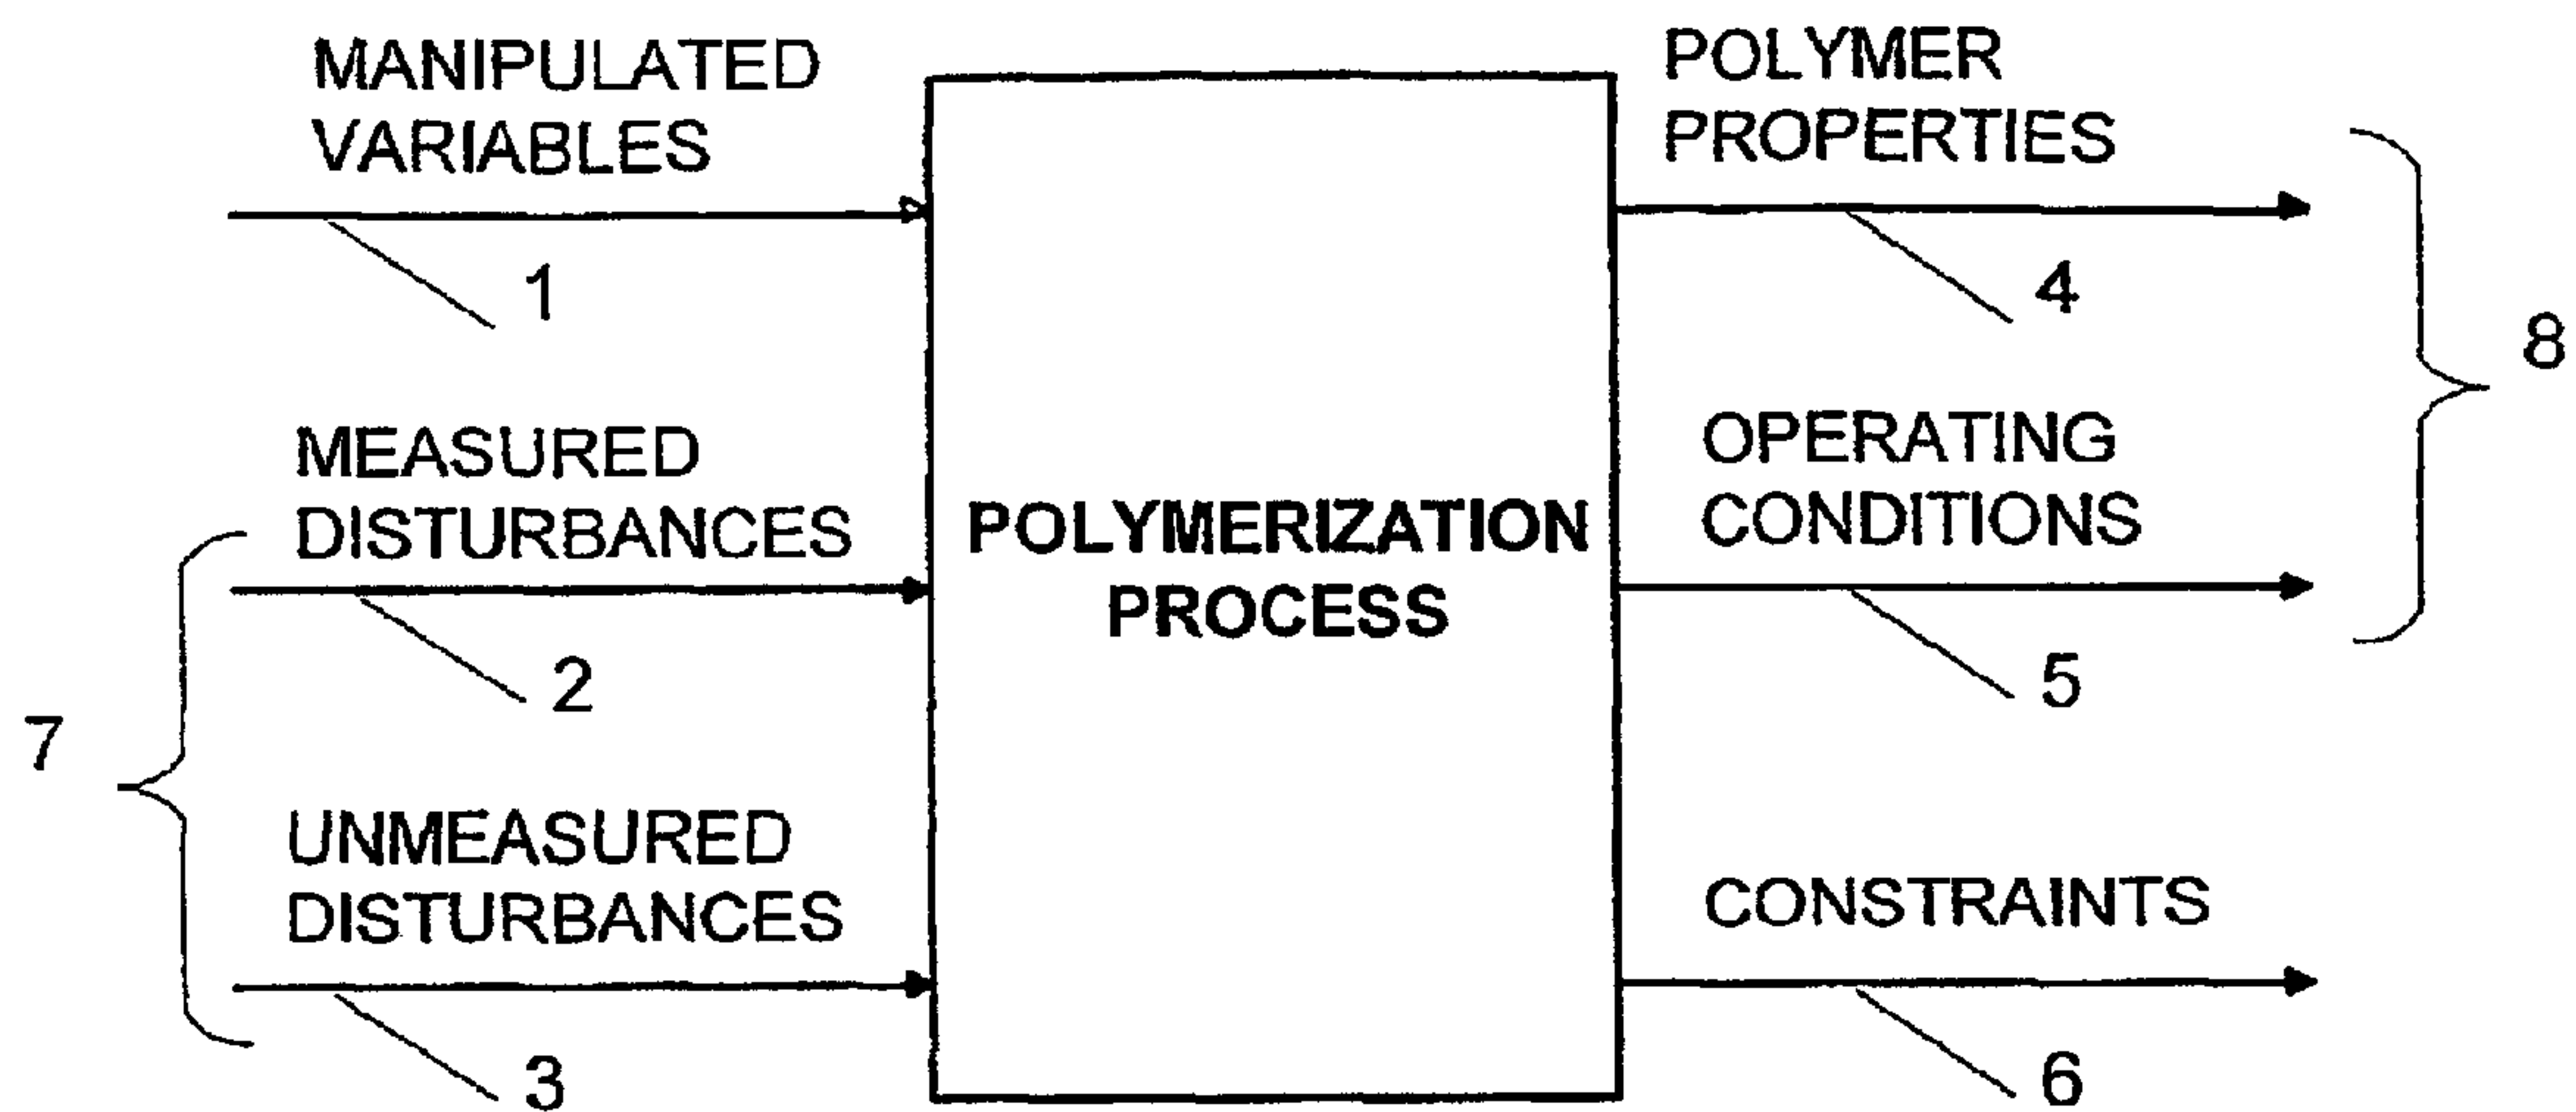 MANIPULATED
VARIABLES
1
MEASURED
DISTURBANCES
2
7
UNMEASURED
DISTURBANCES
3
POLYMERIZATION
PROCESS
POLYMER
PROPERTIES
4
8
OPERATING
CONDITIONS
5
CONSTRAINTS
6